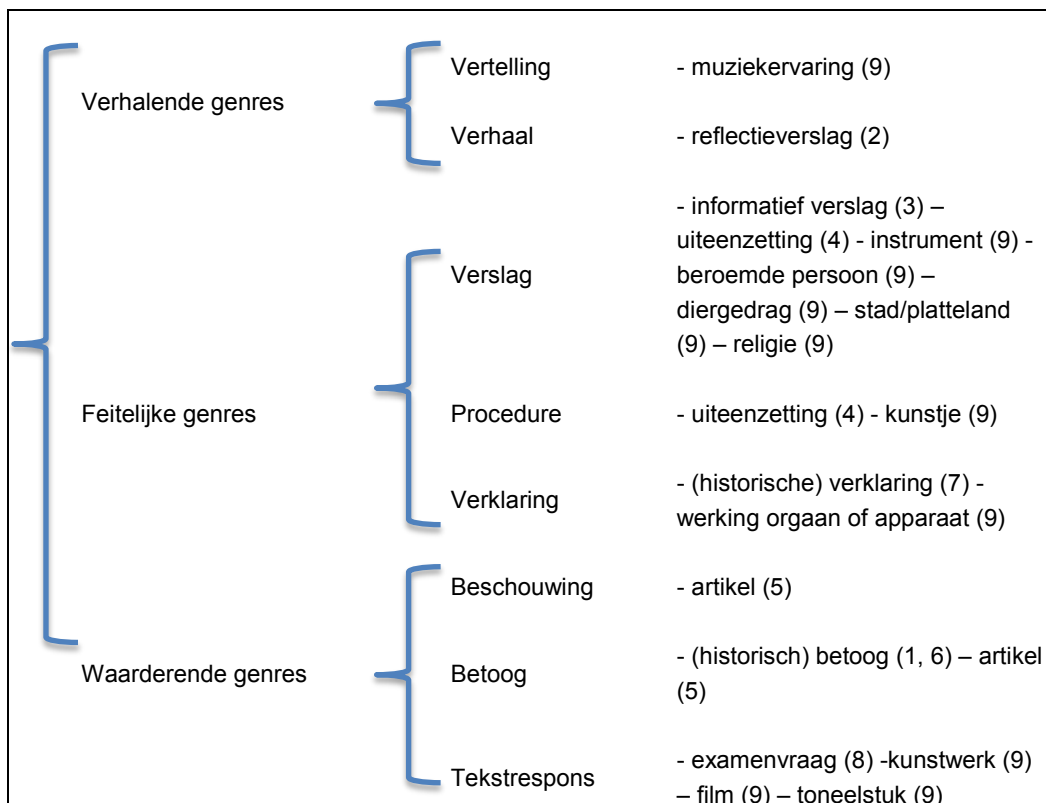 Verhalende genres
Vertelling
- muziekervaring (9)
Verhaal
- reflectieverslag (2)
Feitelijke genres
Verslag
- informatief verslag (3) –
uiteenzetting (4) - instrument (9) -
beroemde persoon (9) –
diergedrag (9) – stad/platteland
(9) – religie (9)
Procedure
- uiteenzetting (4) - kunstje (9)
Verklaring
- (historische) verklaring (7) -
werking orgaan of apparaat (9)
Waarderende genres
Beschouwing
- artikel (5)
Betoog
- (historisch) betoog (1, 6) – artikel
(5)
Tekstrespons
- examenvraag (8) -kunstwerk (9)
– film (9) – toneelstuk (9)